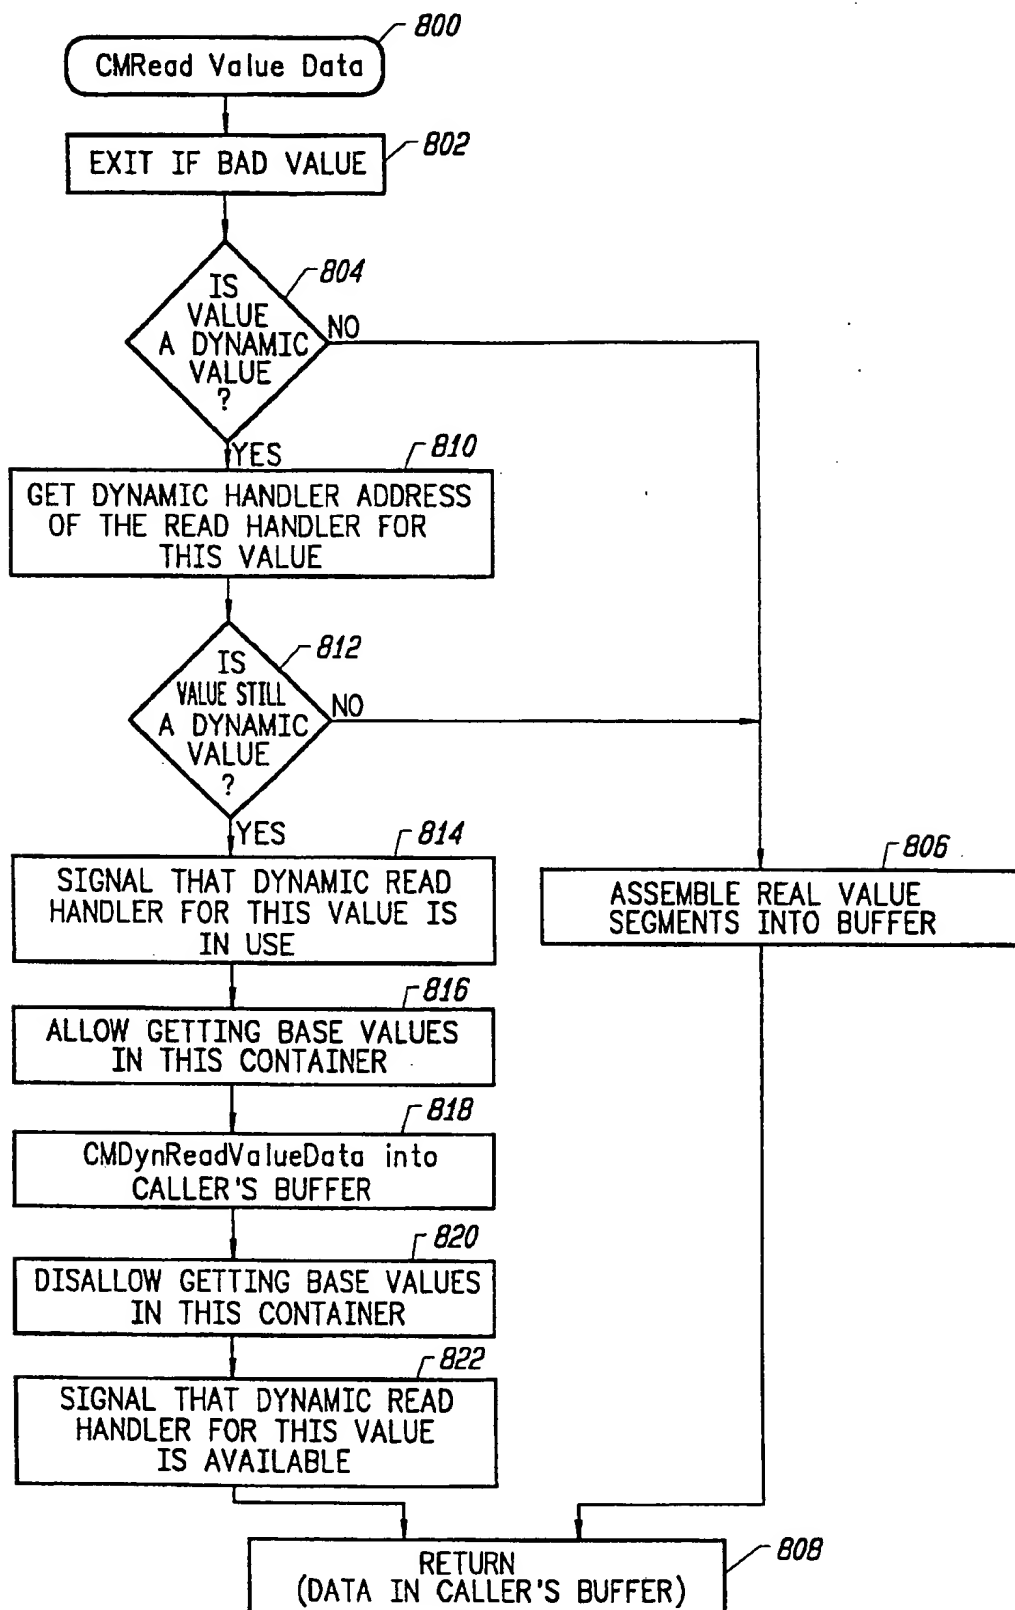 800
CMRead Value Data
EXIT IF BAD VALUE
802
804
IS
VALUE
A DYNAMIC
VALUE
?
NO
YES
810
GET DYNAMIC HANDLER ADDRESS
OF THE READ HANDLER FOR
THIS VALUE
812
IS
VALUE STILL
A DYNAMIC
VALUE
?
NO
YES
814
SIGNAL THAT DYNAMIC READ
HANDLER FOR THIS VALUE IS
IN USE
806
ASSEMBLE REAL VALUE
SEGMENTS INTO BUFFER
816
ALLOW GETTING BASE VALUES
IN THIS CONTAINER
818
CMDynReadValueData into
CALLER'S BUFFER
820
DISALLOW GETTING BASE VALUES
IN THIS CONTAINER
822
SIGNAL THAT DYNAMIC READ
HANDLER FOR THIS VALUE
IS AVAILABLE
808
RETURN
(DATA IN CALLER'S BUFFER)